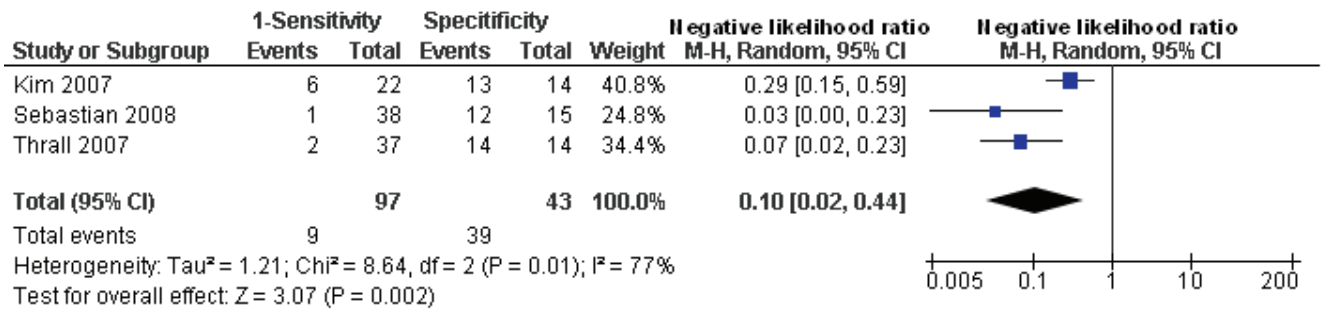 1-Sensitivity Specitificity Negative likelihood ratio Negative likelihood ratio
Study or Subgroup Events Total Events Total Weight M-H, Random, 95% CI M-H, Random, 95% CI
Kim 2007 6 22 13 14 40.8% 0.29 [0.15, 0.59]
Sebastian 2008 1 38 12 15 24.8% 0.03 [0.00, 0.23]
Thrall 2007 2 37 14 14 34.4% 0.07 [0.02, 0.23]
Total (95% CI) 97 43 100.0% 0.10 [0.02, 0.44]
Total events 9 39
Heterogeneity: Tau² = 1.21; Chi² = 8.64, df = 2 (P = 0.01); I² = 77%
Test for overall effect: Z = 3.07 (P = 0.002)
0.005 0.1 1 10 200